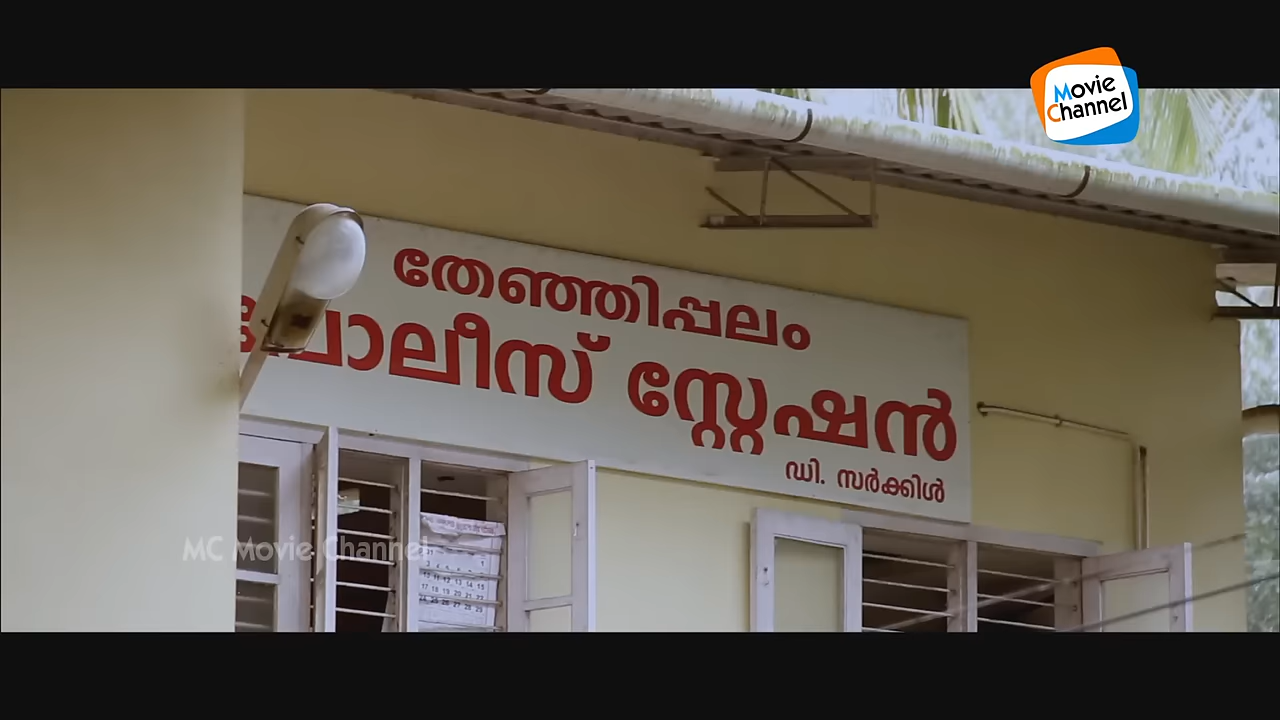 Movie
Channel
തേഞ്ഞിപ്പലം
പോലീസ് സ്റ്റേഷൻ
ഡി. സർക്കിൾ
MC Movie Channel